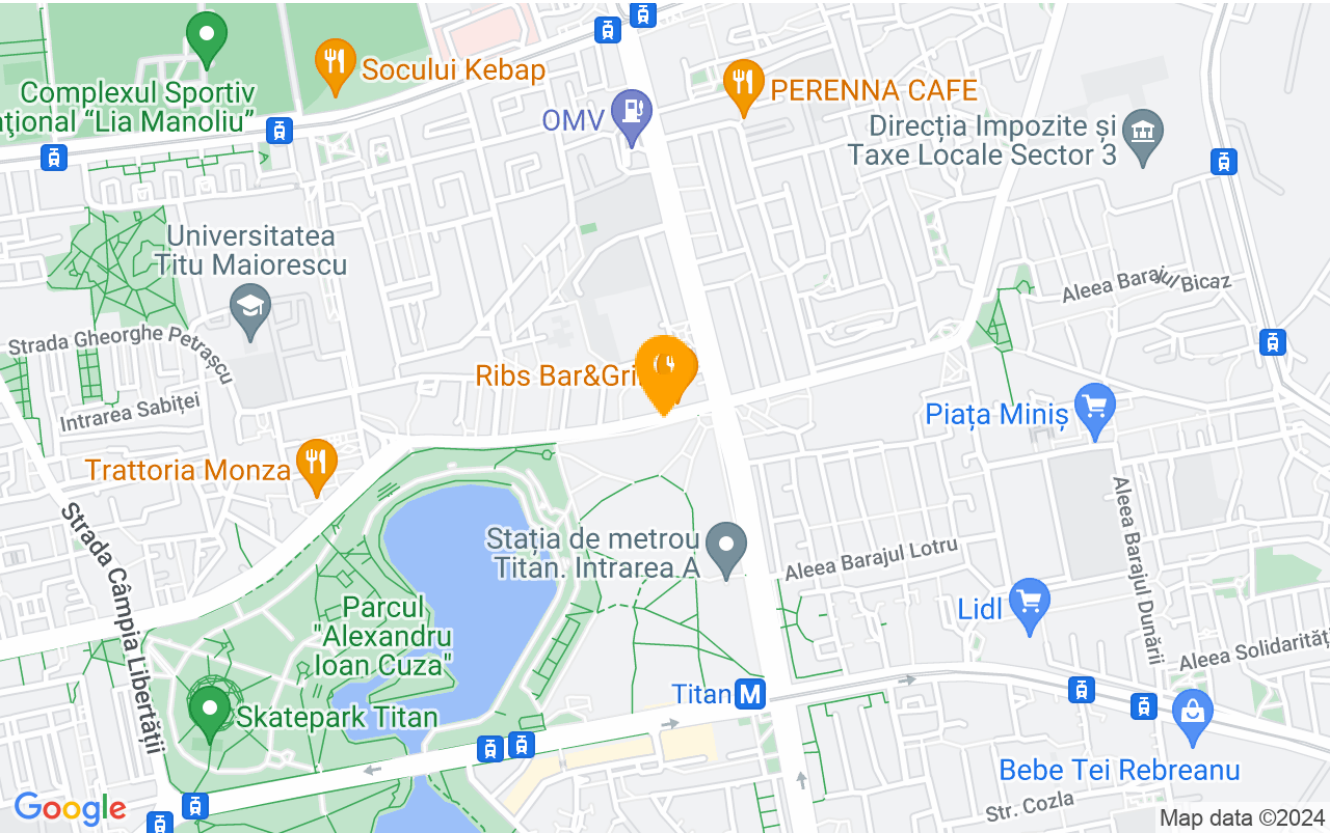 Socului Kebap
Complexul Sportiv
ațional “Lia Manoliu”
OMV
PERENNA CAFE
Direcția Impozite și
Taxe Locale Sector 3
Universitatea
Titu Maiorescu
Aleea Barajul Bicaz
Strada Gheorghe Petrașcu
Ribs Bar&Gri
Intrarea Sabiței
Piața Miniș
Trattoria Monza
Strada Câmpia Libertății
Stația de metrou
Titan. Intrarea A
Aleea Barajul Lotru
Aleea Barajul Dunării
Parcul
"Alexandru
Ioan Cuza"
Lidl
Aleea Solidarităț
Titan M
Skatepark Titan
Bebe Tei Rebreanu
Str. Cozla
Google
Map data ©2024